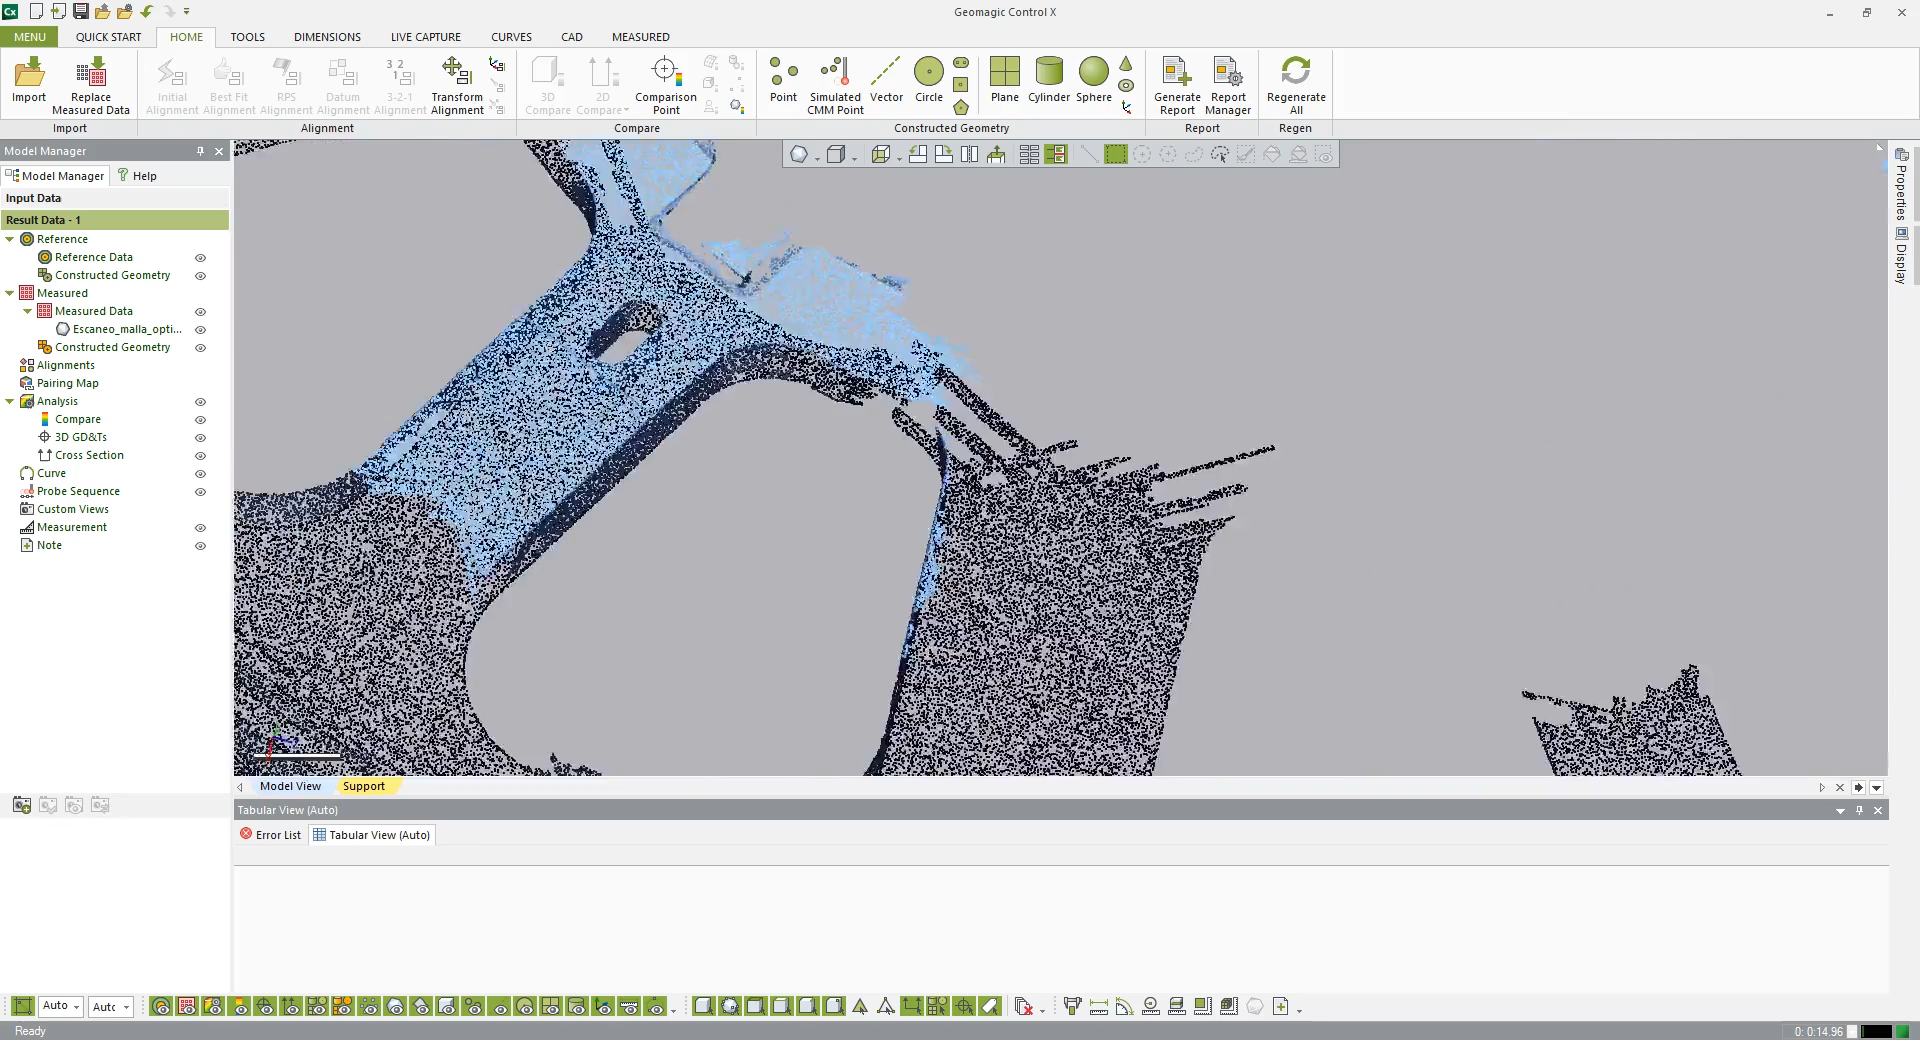 Cx
Geomagic Control X
MENU
QUICK START
HOME
TOOLS
DIMENSIONS
LIVE CAPTURE
CURVES
CAD
MEASURED
Import
Replace
Measured Data
Initial
Alignment
Best Fit
Alignment
RPS
Alignment
Datum
Alignment
3 2
1
3-2-1
Alignment
Transform
Alignment
3D
Compare
2D
Compare
Comparison
Point
Point
Simulated
CMM Point
Vector
Circle
Plane
Cylinder
Sphere
Generate
Report
Report
Manager
Regenerate
All
Import
Alignment
Compare
Constructed Geometry
Report
Regen
Model Manager
Model Manager
Help
Input Data
Result Data - 1
Reference
Reference Data
Constructed Geometry
Measured
Measured Data
Escaneo_malla_opti...
Constructed Geometry
Alignments
Pairing Map
Analysis
Compare
3D GD&Ts
Cross Section
Curve
Probe Sequence
Custom Views
Measurement
Note
Properties
Display
Model View
Support
Tabular View (Auto)
Error List
Tabular View (Auto)
Auto
Auto
Ready
0: 0:14.96